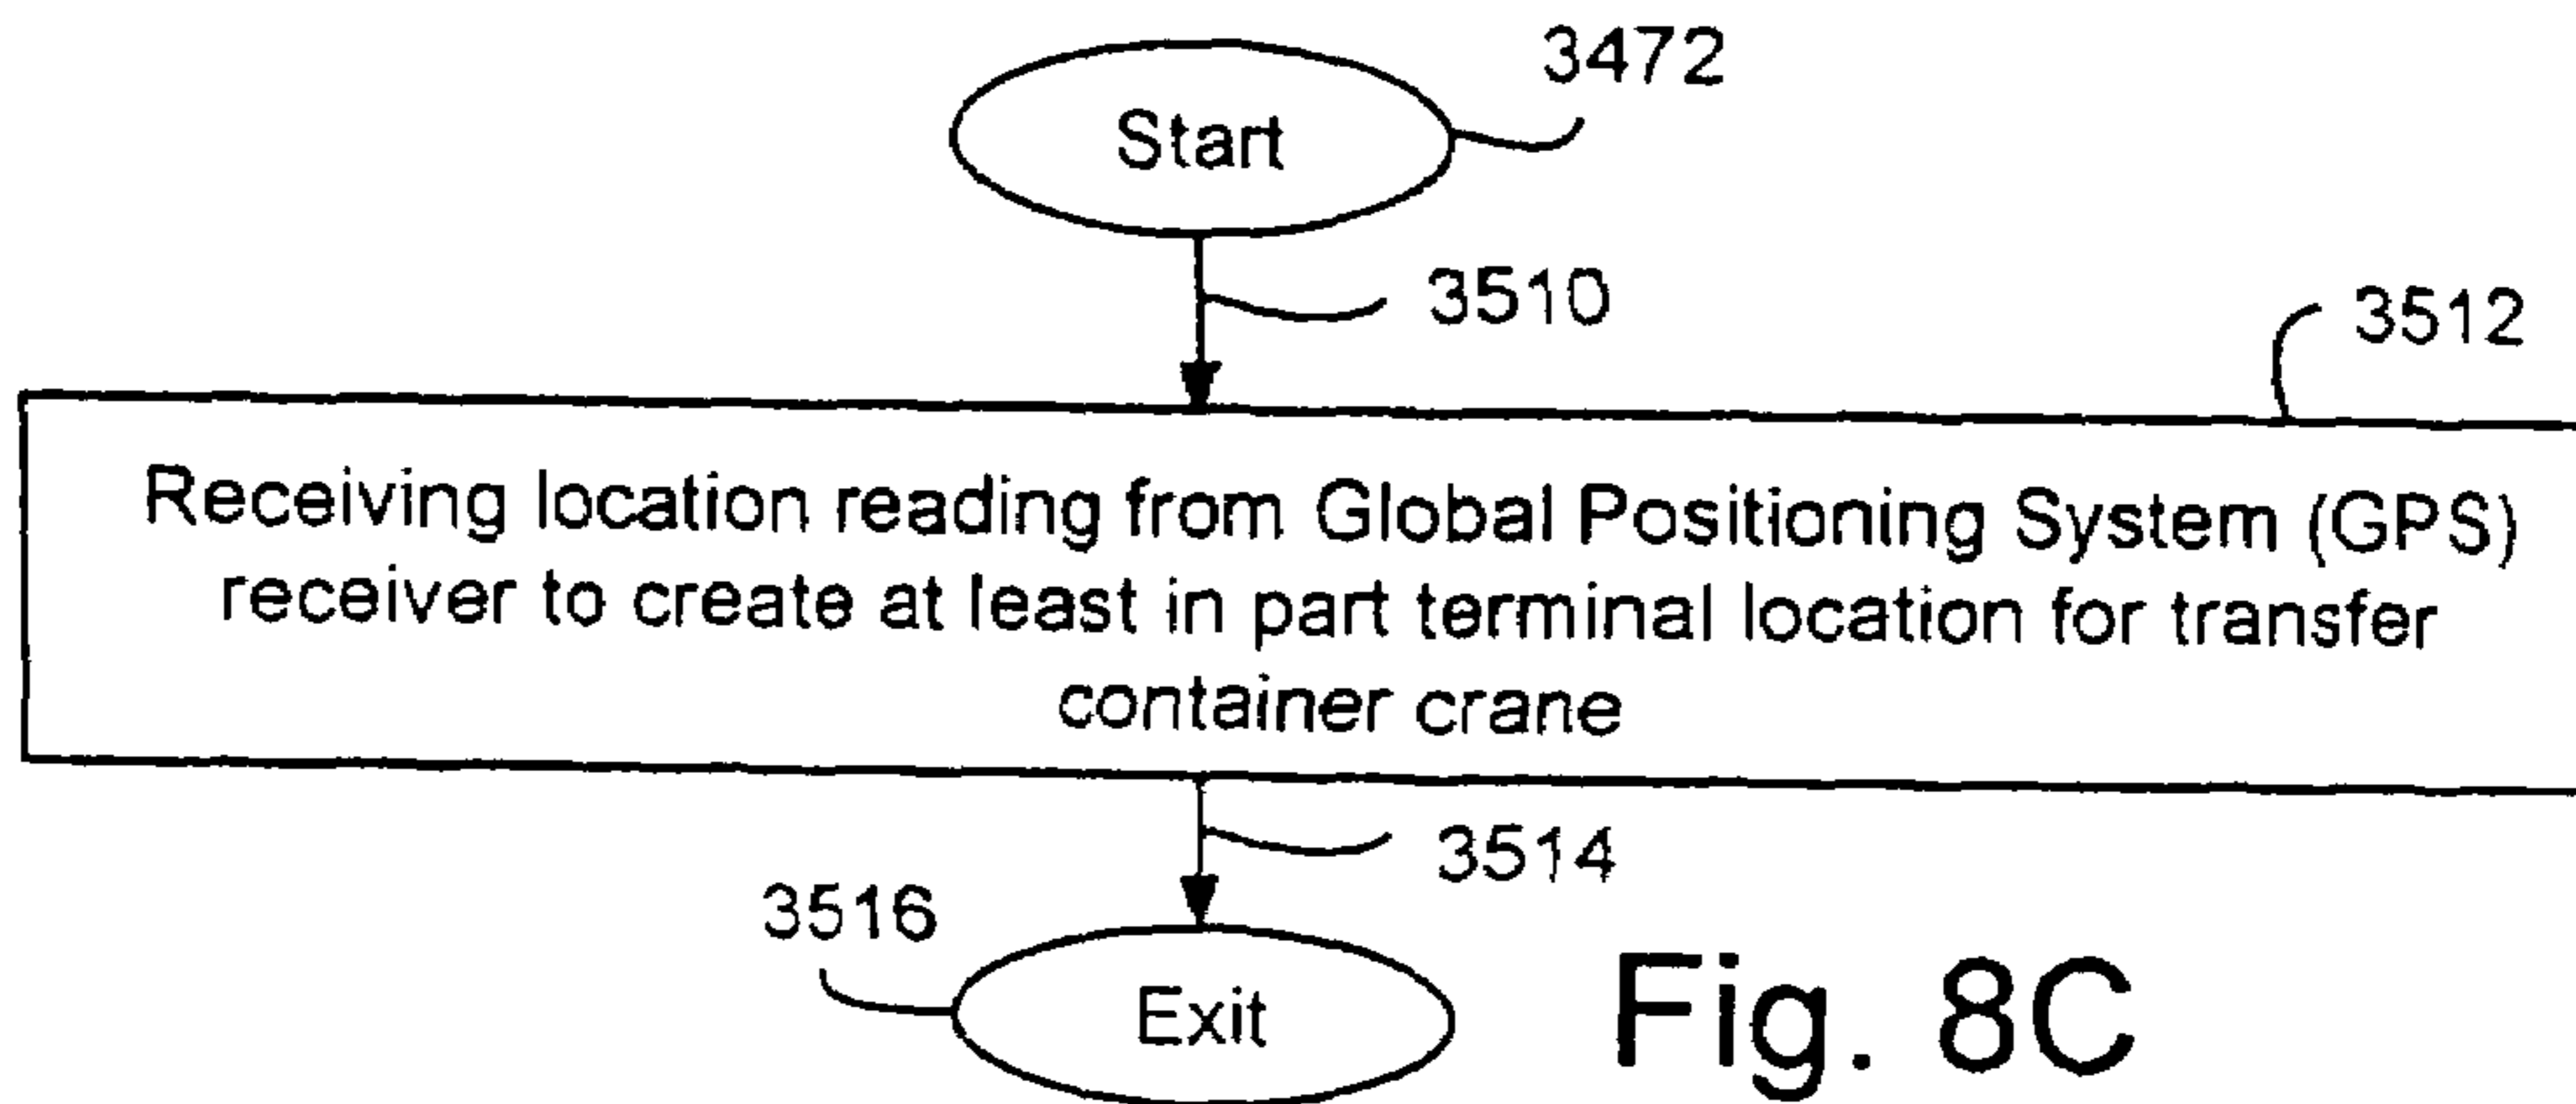 3472
Start
3510
3512
Receiving location reading from Global Positioning System (GPS)
receiver to create at least in part terminal location for transfer
container crane
3514
3516
Exit
Fig. 8C